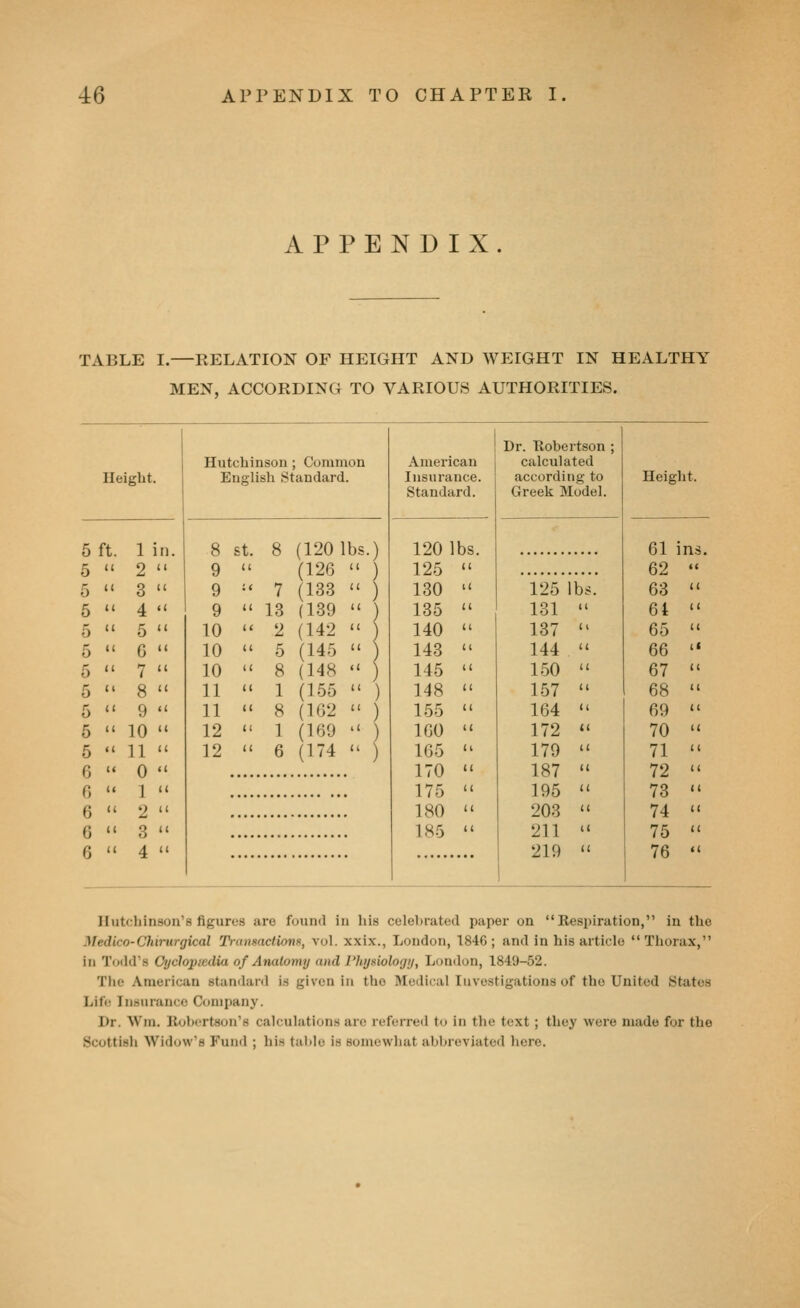 46 APPENDIX TO CHAPTER I.
APPENDIX.
TABLE I.—RELATION OF HEIGHT AND WEIGHT IN HEALTHY
MEN, ACCORDING TO VARIOUS AUTHORITIES.
Height. | Hutchinson ; Common English Standard. | American Insurance. Standard. | Dr. Robertson ; calculated according to Greek Model. | Height.
5 ft. 1 in. | 8 st. 8 (120 lbs.) | 120 lbs. | ............ | 61 ins.
5 “ 2 “ | 9 “ (126 “ ) | 125 “ | ............ | 62 “
5 “ 3 “ | 9 “ 7 (133 “ ) | 130 “ | 125 lbs. | 63 “
5 “ 4 “ | 9 “ 13 (139 “ ) | 135 “ | 131 “ | 64 “
5 “ 5 “ | 10 “ 2 (142 “ ) | 140 “ | 137 “ | 65 “
5 “ 6 “ | 10 “ 5 (145 “ ) | 143 “ | 144 “ | 66 “
5 “ 7 “ | 10 “ 8 (148 “ ) | 145 “ | 150 “ | 67 “
5 “ 8 “ | 11 “ 1 (155 “ ) | 148 “ | 157 “ | 68 “
5 “ 9 “ | 11 “ 8 (162 “ ) | 155 “ | 164 “ | 69 “
5 “ 10 “ | 12 “ 1 (169 “ ) | 160 “ | 172 “ | 70 “
5 “ 11 “ | 12 “ 6 (174 “ ) | 165 “ | 179 “ | 71 “
6 “ 0 “ | ............ | 170 “ | 187 “ | 72 “
6 “ 1 “ | ............ | 175 “ | 195 “ | 73 “
6 “ 2 “ | ............ | 180 “ | 203 “ | 74 “
6 “ 3 “ | ............ | 185 “ | 211 “ | 75 “
6 “ 4 “ | ............ | ......... | 219 “ | 76 “
Hutchinson's figures are found in his celebrated paper on “Respiration,” in the
Medico-Chirurgical Transactions, vol. xxix., London, 1846 ; and in his article “Thorax,”
in Todd's Cyclopædia of Anatomy and Physiology, London, 1849–52.
The American standard is given in the Medical Investigations of the United States
Life Insurance Company.
Dr. Wm. Robertson's calculations are referred to in the text ; they were made for the
Scottish Widow's Fund ; his table is somewhat abbreviated here.